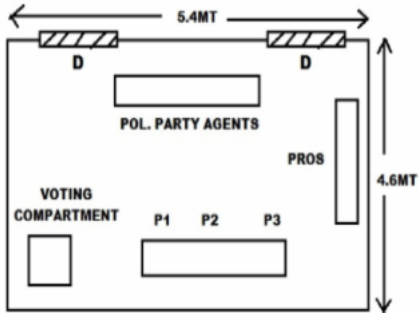 5.4MT
D D
POL. PARTY AGENTS
PROS
4.6MT
VOTING
COMPARTMENT
P1 P2 P3